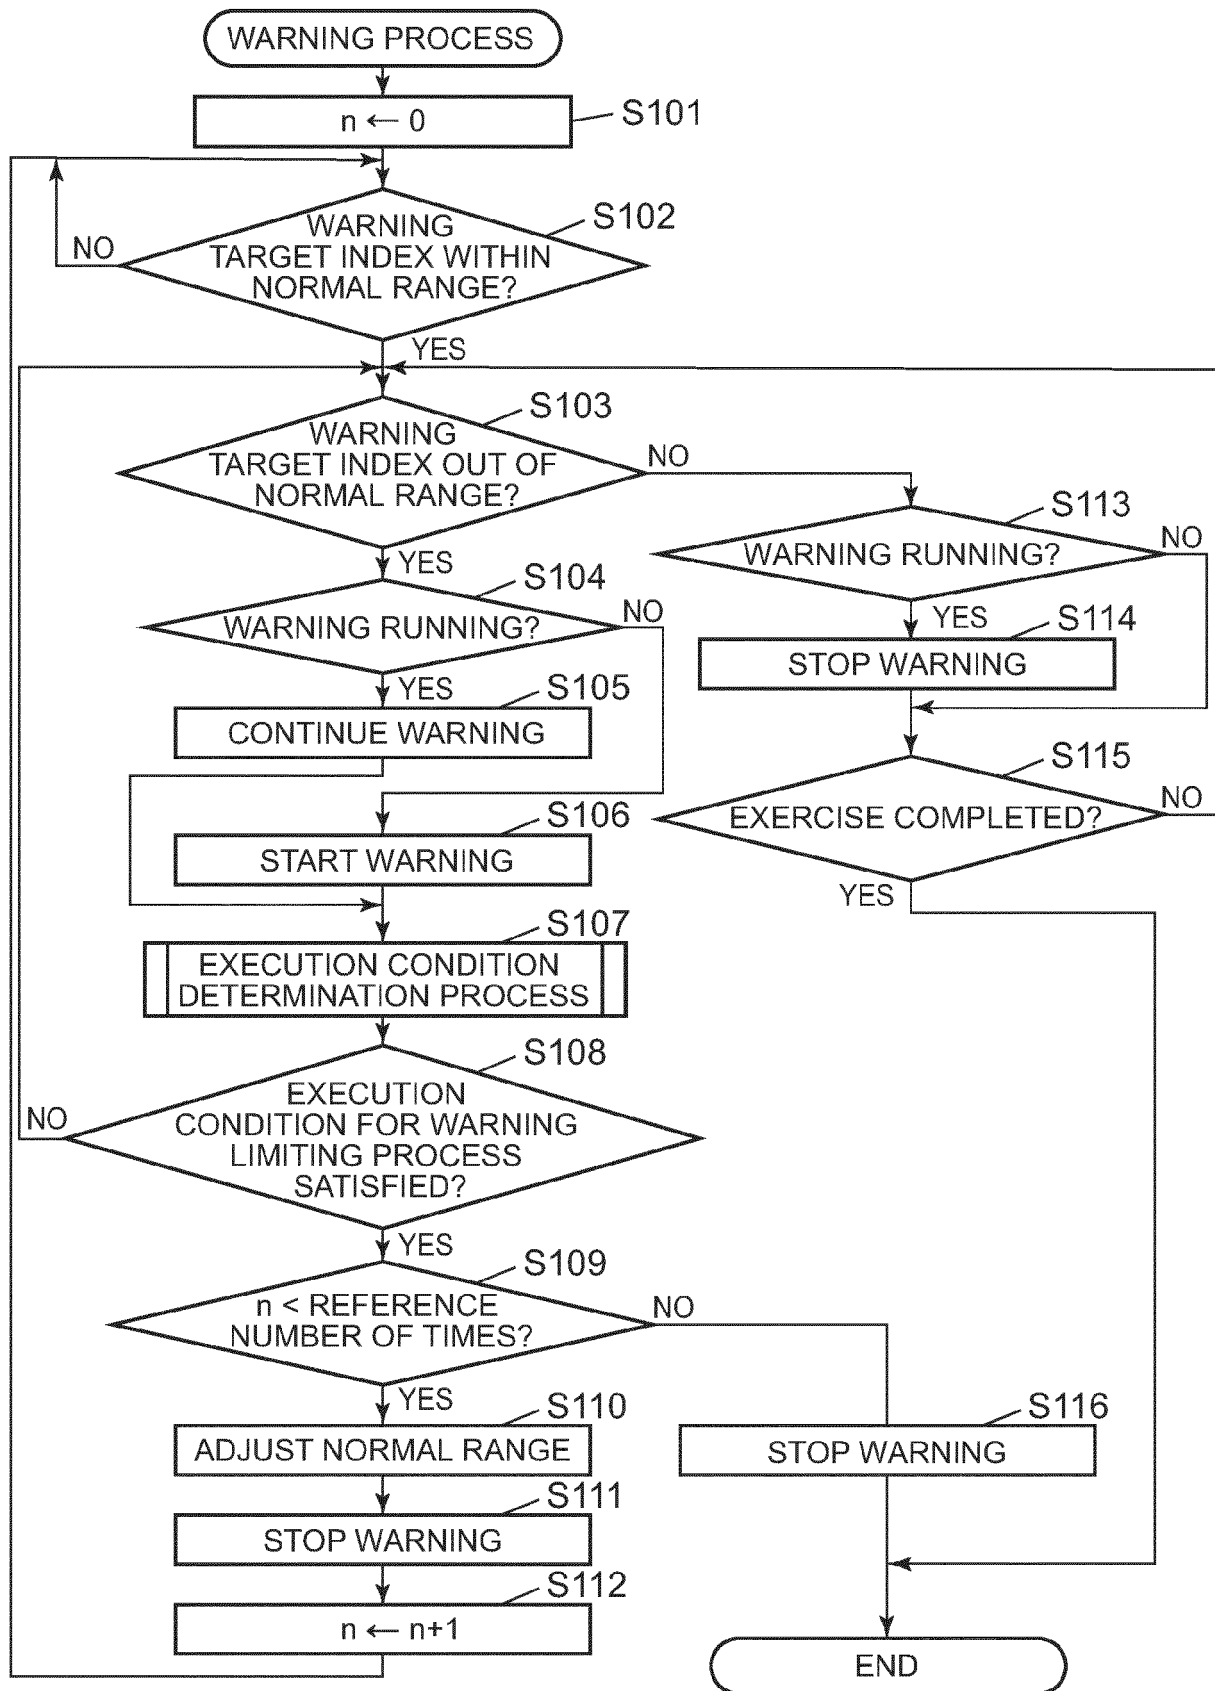 WARNING PROCESS
n ← 0
S101
S102
WARNING
TARGET INDEX WITHIN
NORMAL RANGE?
NO
YES
S103
WARNING
TARGET INDEX OUT OF
NORMAL RANGE?
NO
YES
S113
WARNING RUNNING?
NO
YES
S104
WARNING RUNNING?
NO
YES
S114
STOP WARNING
S105
CONTINUE WARNING
S115
EXERCISE COMPLETED?
NO
YES
S106
START WARNING
S107
EXECUTION CONDITION
DETERMINATION PROCESS
S108
EXECUTION
CONDITION FOR WARNING
LIMITING PROCESS
SATISFIED?
NO
YES
S109
n < REFERENCE
NUMBER OF TIMES?
NO
YES
S110
ADJUST NORMAL RANGE
S116
STOP WARNING
S111
STOP WARNING
S112
n ← n+1
END